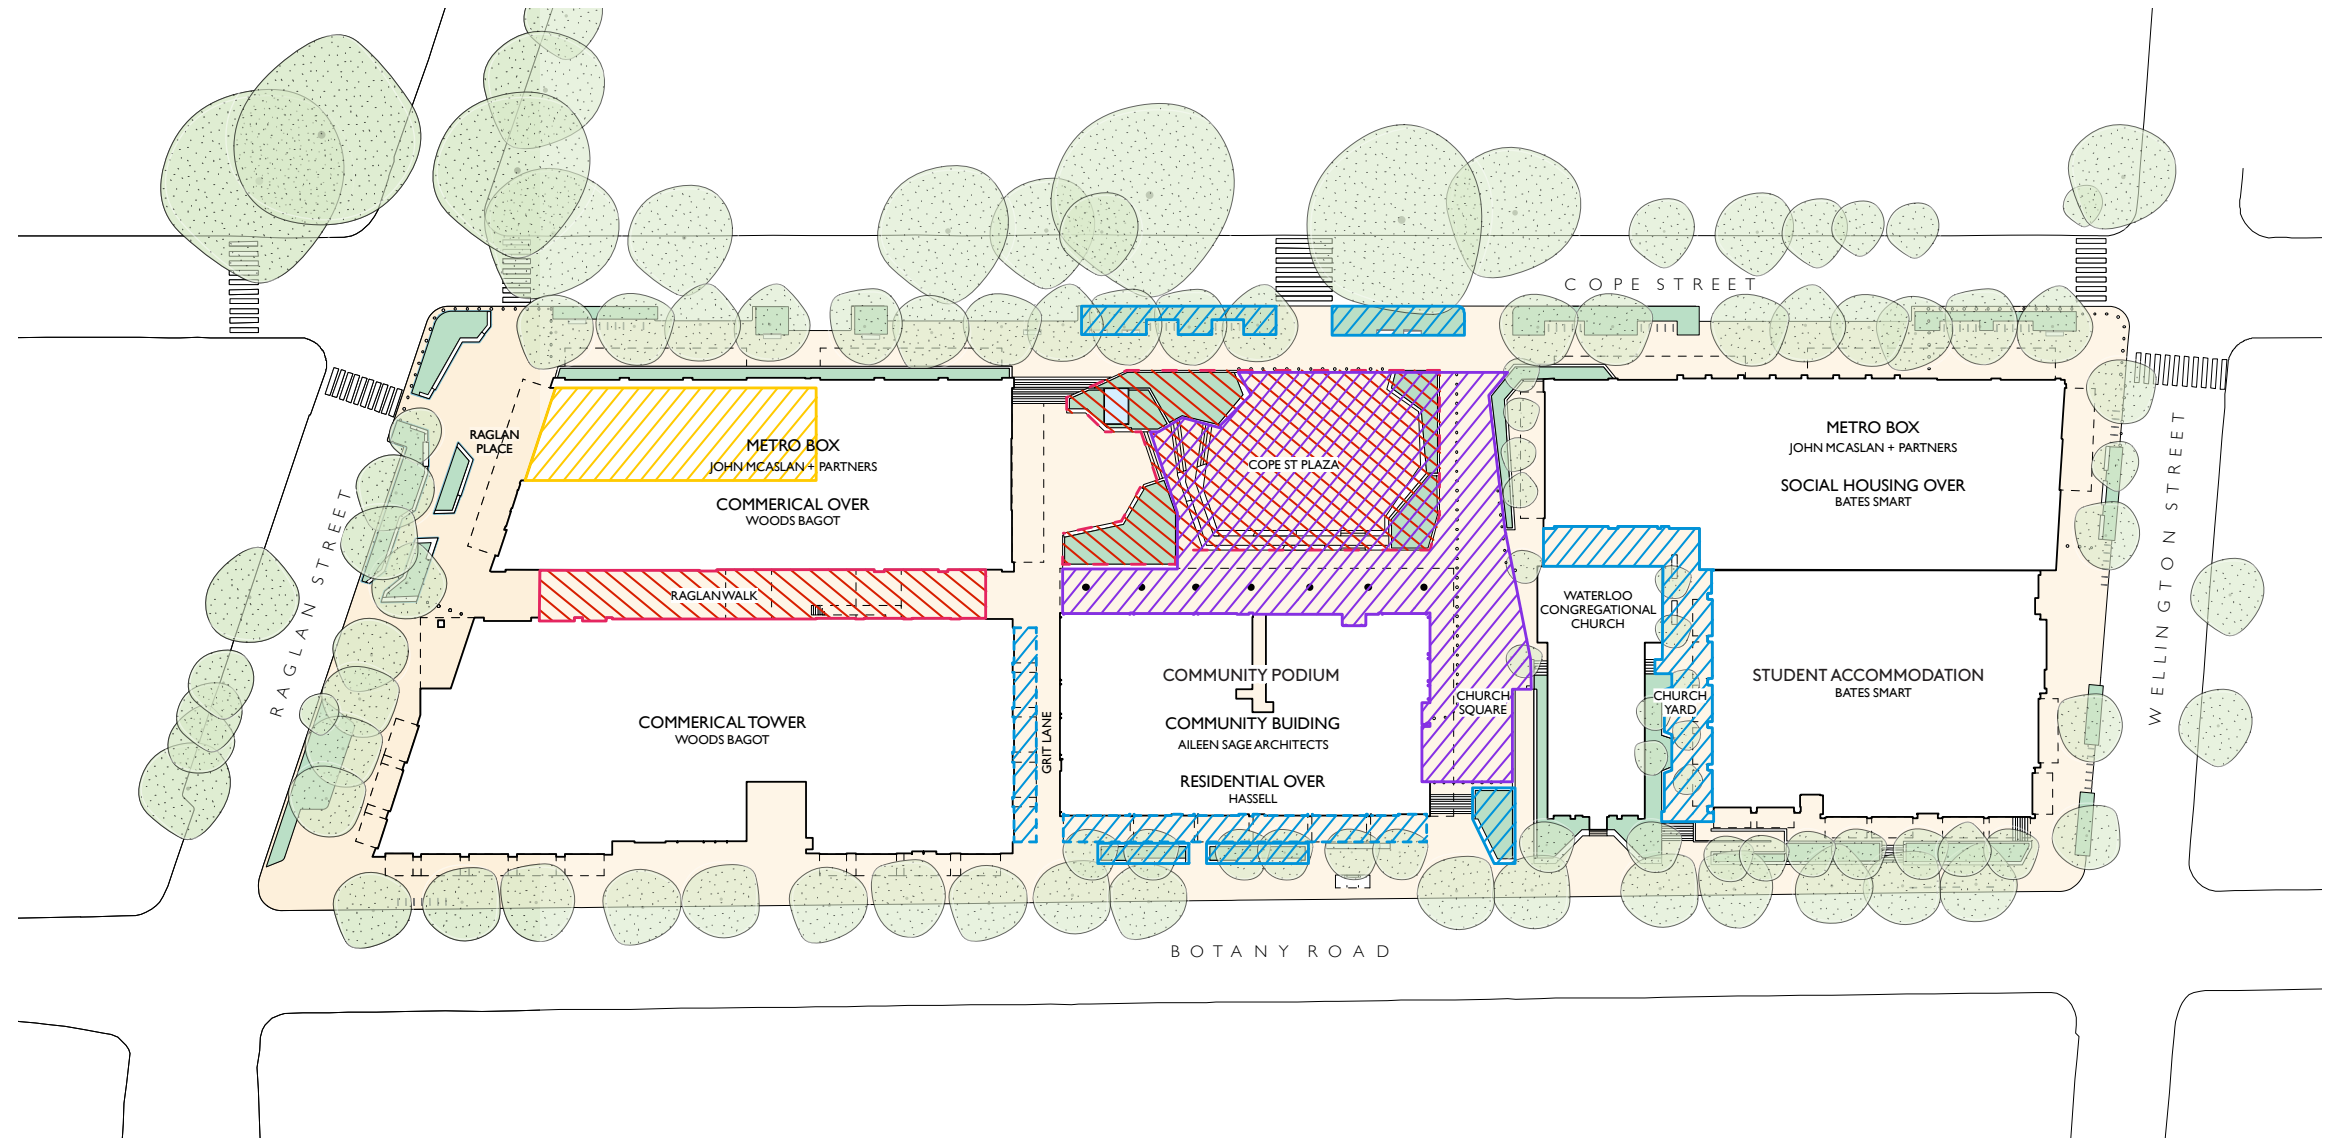 COPE STREET
RAGLAN
PLACE
METRO BOX
JOHN MCASLAN + PARTNERS
COMMERICAL OVER
WOODS BAGOT
COPE ST PLAZA
METRO BOX
JOHN MCASLAN + PARTNERS
SOCIAL HOUSING OVER
BATES SMART
RAGLAN STREET
RAGLAN WALK
WATERLOO
CONGREGATIONAL
CHURCH
WELLINGTON STREET
COMMERICAL TOWER
WOODS BAGOT
GRIT LANE
COMMUNITY PODIUM
COMMUNITY BUIDING
AILEEN SAGE ARCHITECTS
RESIDENTIAL OVER
HASSELL
CHURCH
SQUARE
CHURCH
YARD
STUDENT ACCOMMODATION
BATES SMART
BOTANY ROAD